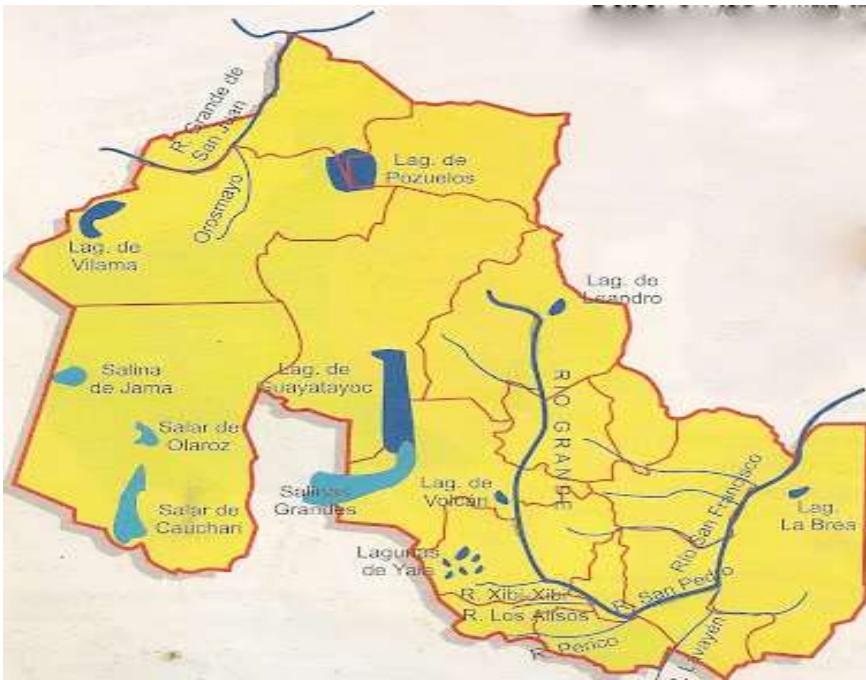 R. Grande de
San Juan
Orosmayo
Lag. de
Pozuelos
Lag. de
Vilama
Lag. de
Leandro
Salina
de Jama
Lag. de
Guayatayoc
RÍO GRANDE
Salar de
Olaroz
Salinas
Grandes
Lag. de
Volcán
Salar de
Cauchari
Río San Francisco
Lag.
La Brea
Lagunas
de Yala
R. Xibi-Xibi
R. San Pedro
R. Los Alisos
R. Perico
Lavayén